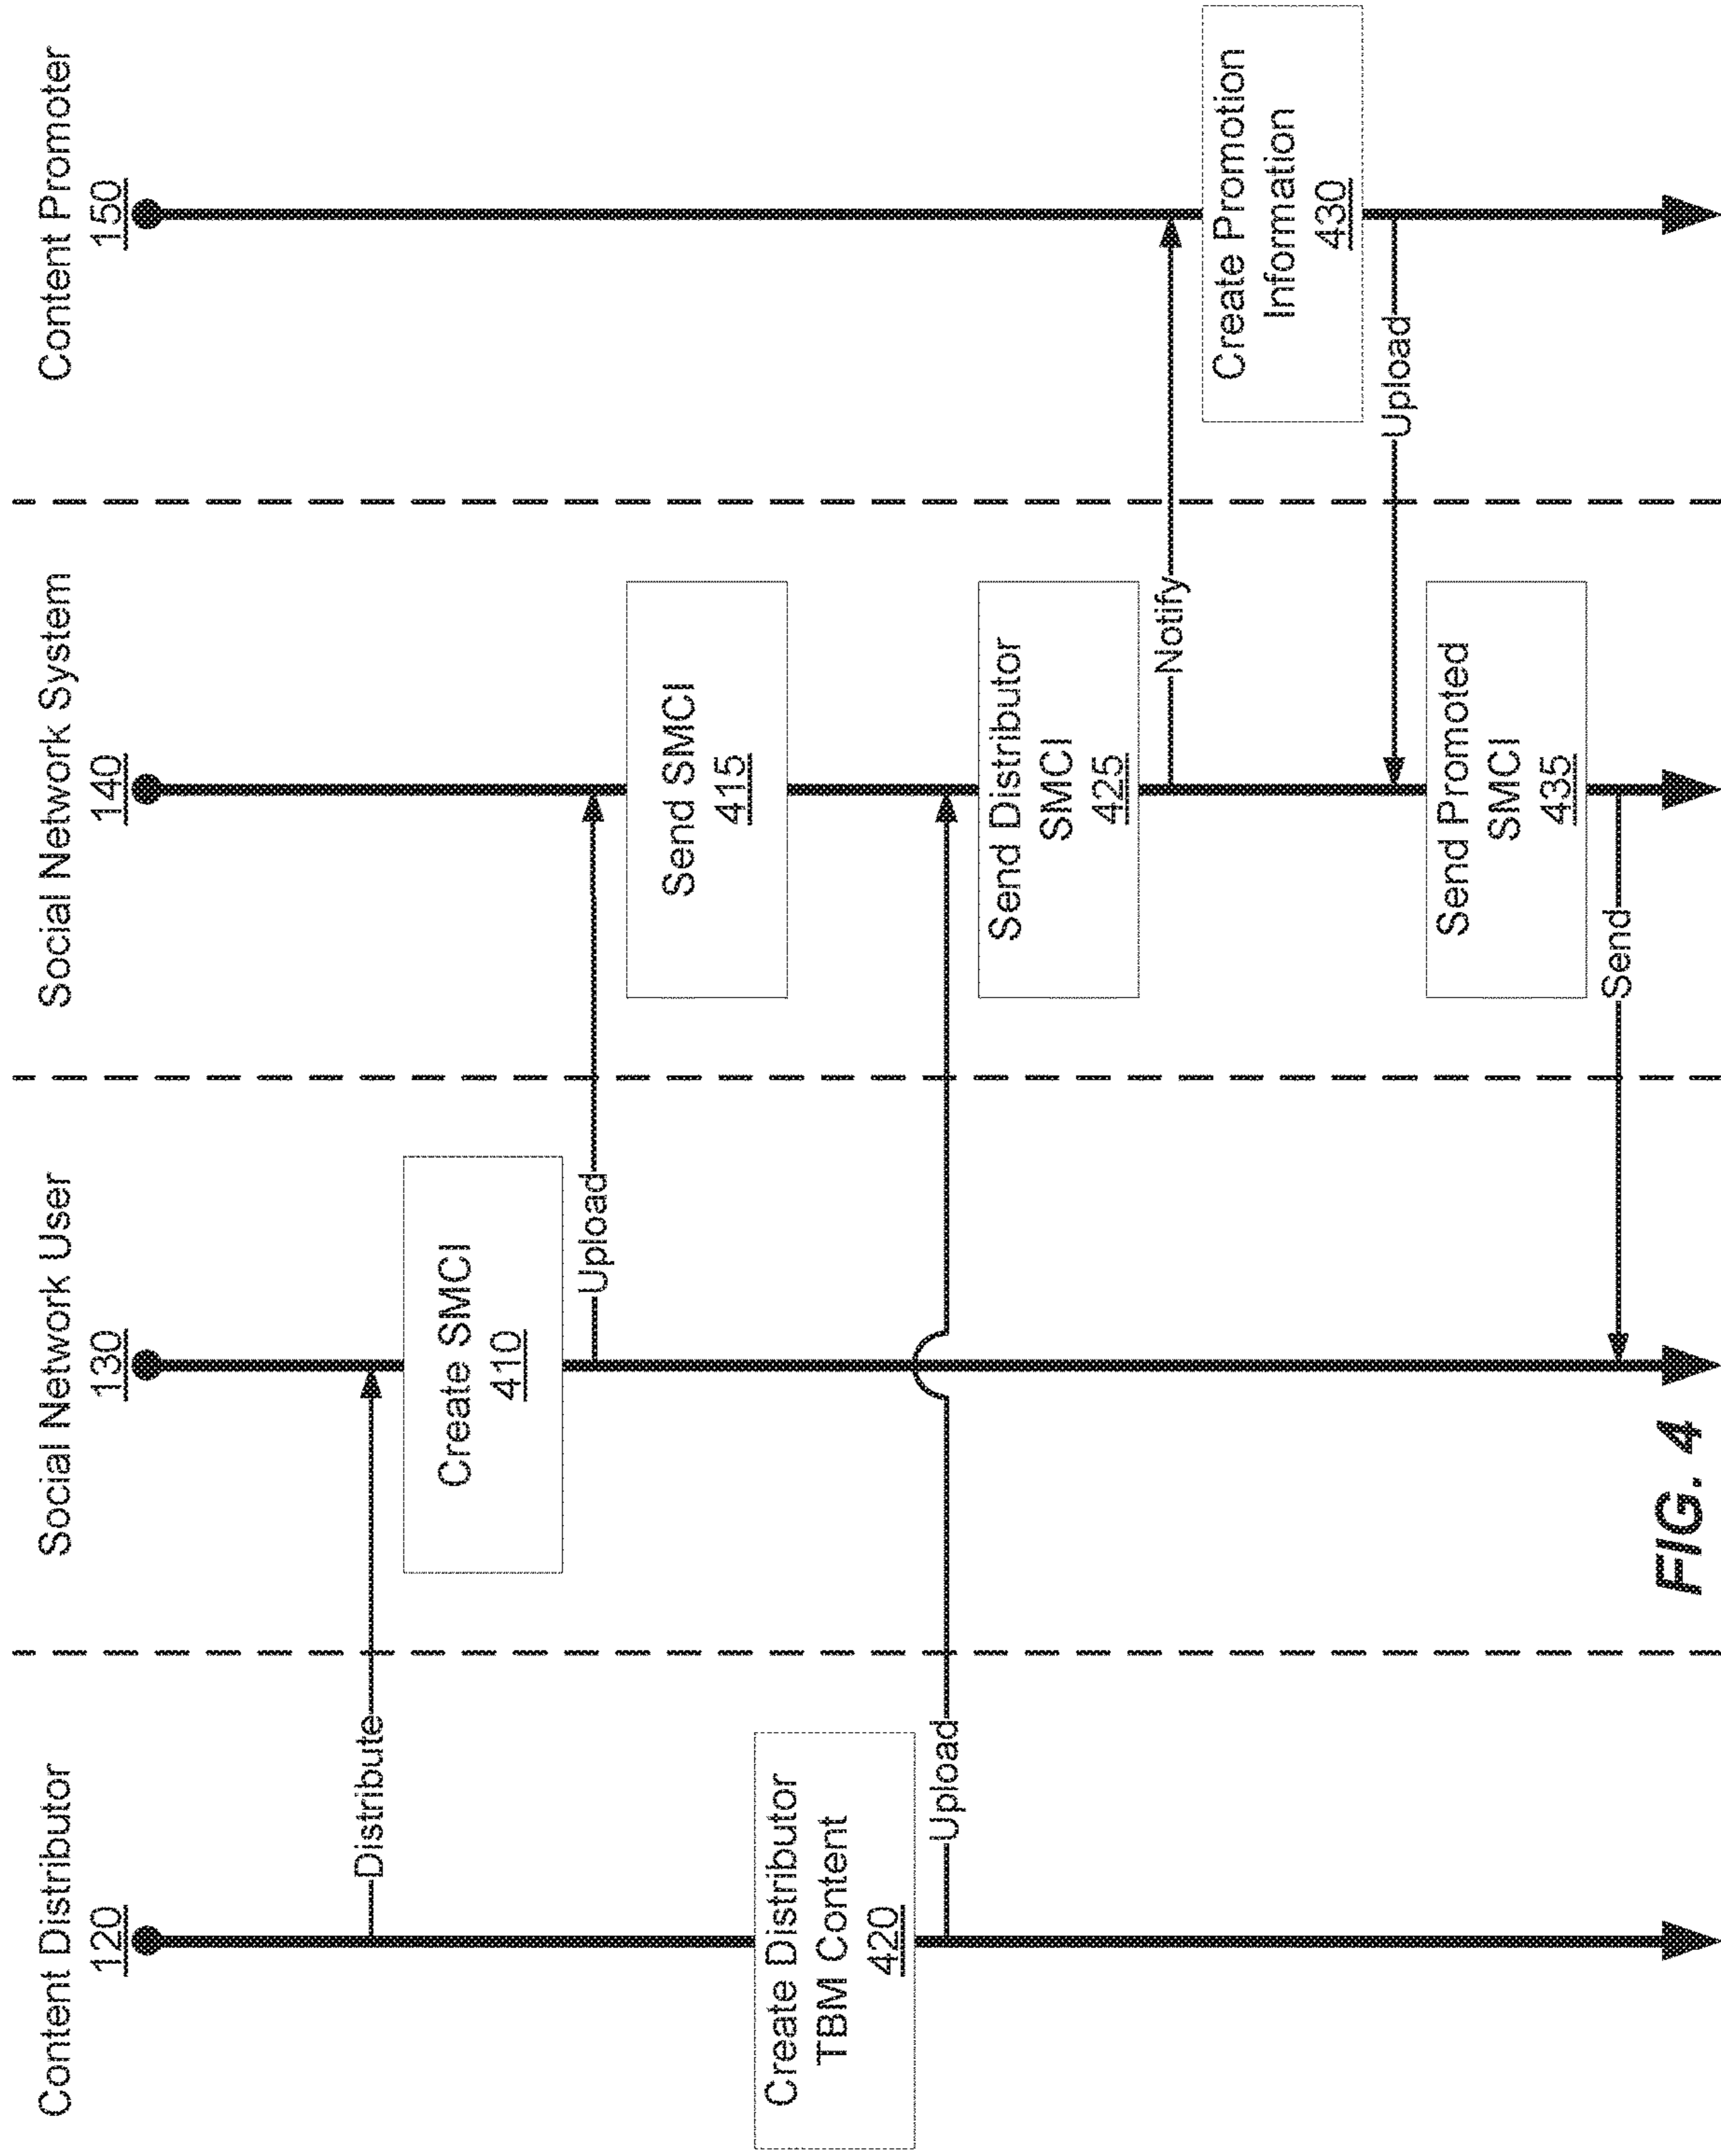 Content Distributor
120
Social Network User
130
Social Network System
140
Content Promoter
150
Distribute
Create SMCI
410
Upload
Send SMCI
415
Create Distributor
TBM Content
420
Upload
Send Distributor
SMCI
425
Notify
Create Promotion
Information
430
Upload
Send Promoted
SMCI
435
Send
FIG. 4